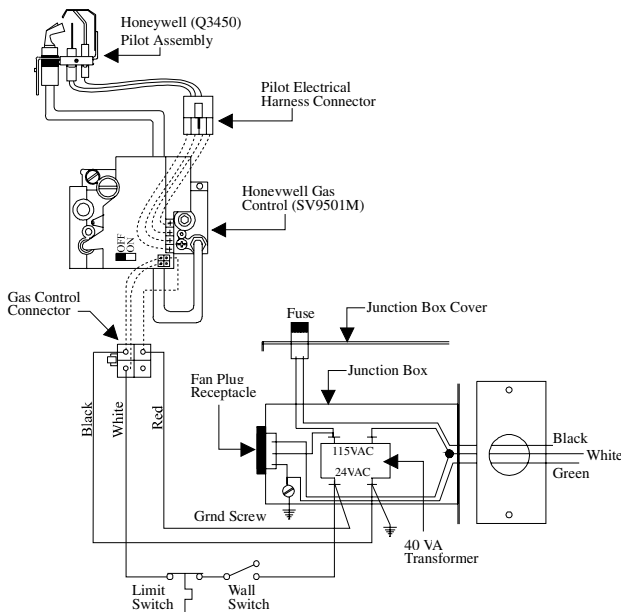 Honeywell (Q3450)
Pilot Assembly
Pilot Electrical
Harness Connector
Honevwell Gas
Control (SV9501M)
OFF
ON
Gas Control
Connector
Fuse
Junction Box Cover
Junction Box
Fan Plug
Receptacle
Black
White
Red
115VAC
24VAC
Black
White
Green
Grnd Screw
40 VA
Transformer
Limit
Switch
Wall
Switch